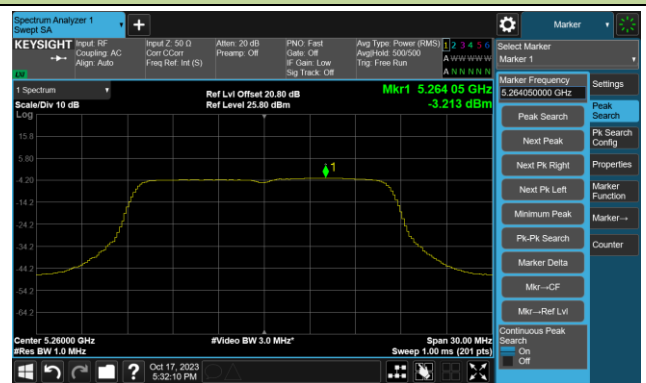 Spectrum Analyzer 1
Swept SA
Marker
KEYSIGHT
Input: RF
Coupling: AC
Align: Auto
Input Z: 50 Ω
Corr CCorr
Freq Ref: Int (S)
Atten: 20 dB
Preamp: Off
PNO: Fast
Gate: Off
IF Gain: Low
Sig Track: Off
Avg Type: Power (RMS)
Avg|Hold: 500/500
Trig: Free Run
1 2 3 4 5 6
A W W W W W
A N N N N N
LW
Select Marker
Marker 1
1 Spectrum
Scale/Div 10 dB
Log
Ref Lvl Offset 20.80 dB
Ref Level 25.80 dBm
Mkr1 5.264 05 GHz
-3.213 dBm
15.8
5.80
-4.20
-14.2
-24.2
-34.2
-44.2
-54.2
-64.2
1
Center 5.26000 GHz
#Res BW 1.0 MHz
#Video BW 3.0 MHz*
Span 30.00 MHz
Sweep 1.00 ms (201 pts)
Marker Frequency
5.264050000 GHz
Peak Search
Next Peak
Next Pk Right
Next Pk Left
Minimum Peak
Pk-Pk Search
Marker Delta
Mkr→CF
Mkr→Ref Lvl
Continuous Peak
Search
On
Off
Settings
Peak
Search
Pk Search
Config
Properties
Marker
Function
Marker→
Counter
?
Oct 17, 2023
5:32:10 PM